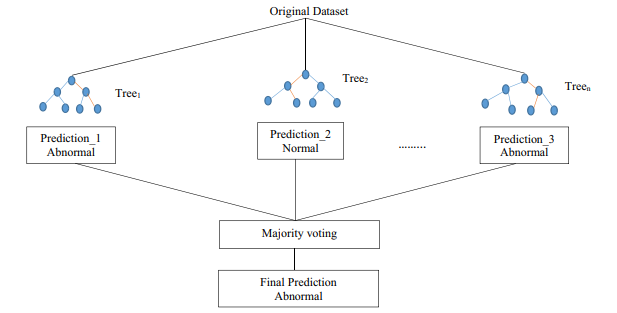 Original Dataset
Tree1
Tree2
Treen
Prediction_1
Abnormal
Prediction_2
Normal
.........
Prediction_3
Abnormal
Majority voting
Final Prediction
Abnormal